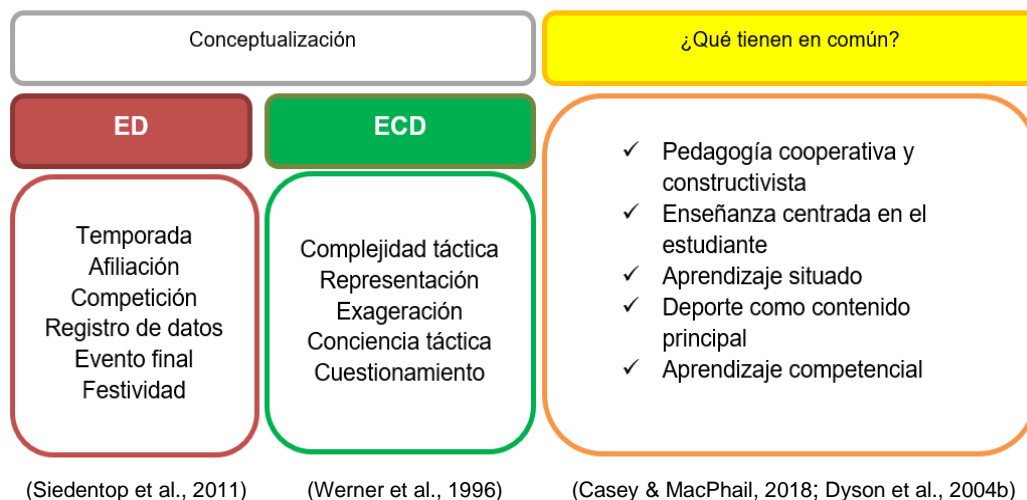 Conceptualización
¿Qué tienen en común?
ED
ECD
Temporada
Afiliación
Competición
Registro de datos
Evento final
Festividad
Complejidad táctica
Representación
Exageración
Conciencia táctica
Cuestionamiento
✓ Pedagogía cooperativa y
constructivista
✓ Enseñanza centrada en el
estudiante
✓ Aprendizaje situado
✓ Deporte como contenido
principal
✓ Aprendizaje competencial
(Siedentop et al., 2011)
(Werner et al., 1996)
(Casey & MacPhail, 2018; Dyson et al., 2004b)